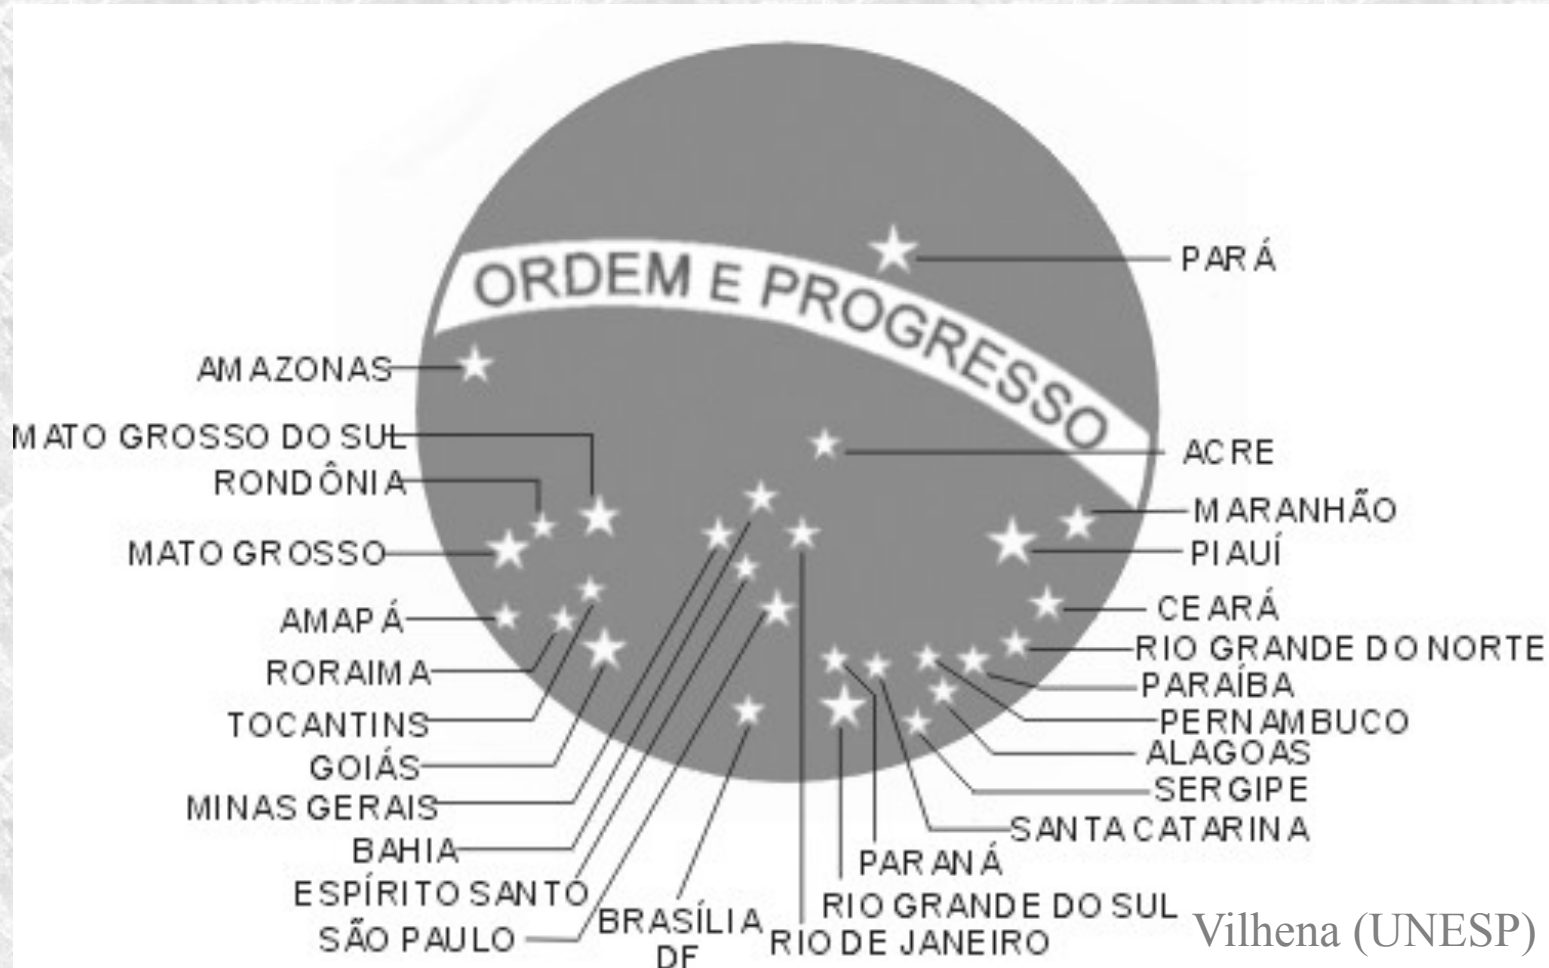 ORDEM E PROGRESSO
PARÁ
AMAZONAS
MATO GROSSO DO SUL
ACRE
RONDÔNIA
MARANHÃO
MATO GROSSO
PIAUÍ
AMAPÁ
CEARÁ
RIO GRANDE DO NORTE
RORAIMA
PARAÍBA
TOCANTINS
PERNAMBUCO
GOIÁS
ALAGOAS
MINAS GERAIS
SERGIPE
BAHIA
SANTA CATARINA
PARANÁ
ESPÍRITO SANTO
RIO GRANDE DO SUL
SÃO PAULO
BRASÍLIA
DF
RIO DE JANEIRO
Vilhena (UNESP)